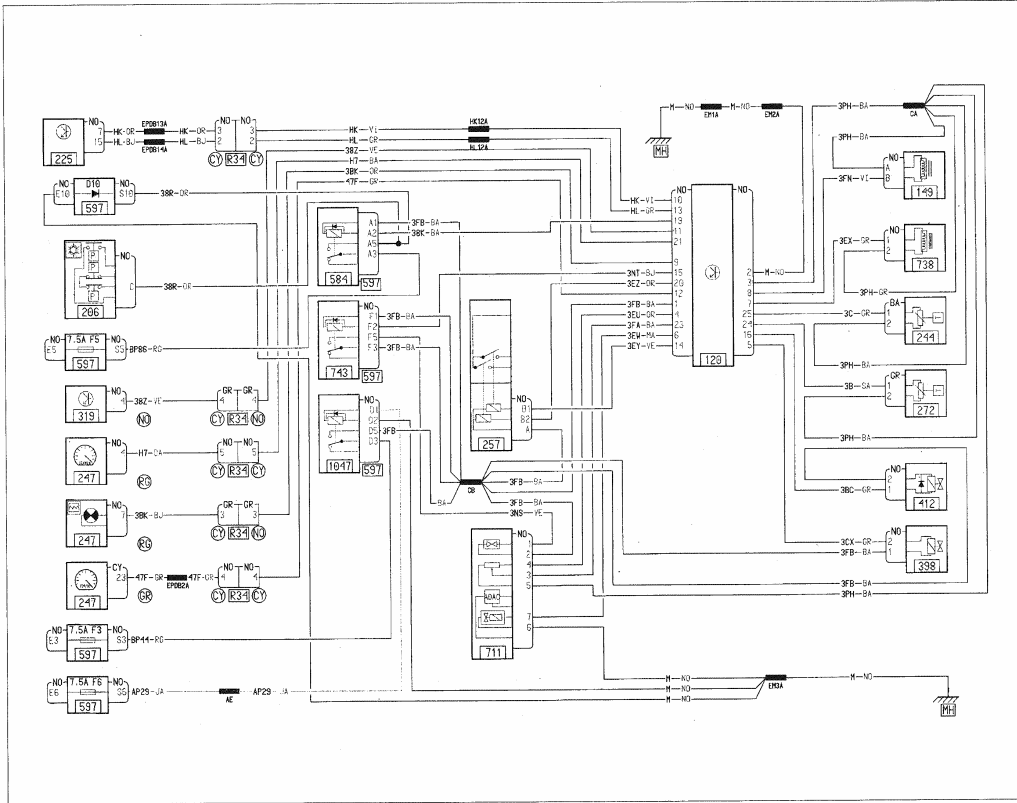 NO
7 HK-OR EPDB13A HK-OR 3
15 HL-BJ EPDB14A HL-BJ 2
225
NO NO
3 HK-VI HK12A
2 HL-GR HL12A
CY R34 CY
38Z-VE
H7-BA
3BK-OR
47F-GR
NO D10 NO
E10 S10 38R-OR
597
P
P
P
NO
C 38R-OR
206
NO 7.5A F5 NO
E5 S5 BP86-RG
597
NO
4 38Z-VE
319 NO
GR GR
4 4
CY R34 NO
NO
4 H7-BA
247 RG
NO NO
5 5
CY R34 CY
NO
7 3BK-BJ
247 RG
GR GR
3 3
CY R34 NO
CY
23 47F-GR EPDB2A 47F-GR
247 GR
NO NO
4 4
CY R34 CY
NO 7.5A F3 NO
E3 S3 BP44-RG
597
NO 7.5A F6 NO
E6 S6 AP29 AE AP29
597
NO
A1 3FB-BA
A2 38K-BA
A5
A3
584 597
NO
F1 3FB-BA
F2
F5
F3 3FB-BA
743 597
NO
D1
D2
D5 3FB
D3
1047 597
BA
CB
3FB-BA
3FB-BA
3NS-VE
NO
B1
B2
A
257
NO
1
2
4
3
5
7
6
ADAC
711
M-NO EM1A M-NO EM2A
MH
NO NO
HK-VI 10
HL-GR 13
19
11
21
9
3NT-BJ 15
3EZ-OR 20
12
3FB-BA 1
3EU-OR 4
3FA-BA 23
3EW-MA 6
3EY-VE 14
2 M-NO
3
8
7
25
24
16
5
120
3PH-BA CA
3PH-BA
NO
A
3FN-VI B
149
NO
3EX-GR 1
2
738
3PH-GR
BA
3C-GR 1
2
244
3PH-BA
GR
3B-SA 1
2
272
3PH-BA
NO
2
3BC-GR 1
412
NO
3CX-GR 2
3FB-BA 1
398
3FB-BA
3PH-BA
M-NO
M-NO
M-NO
EM3A
M-NO
MH